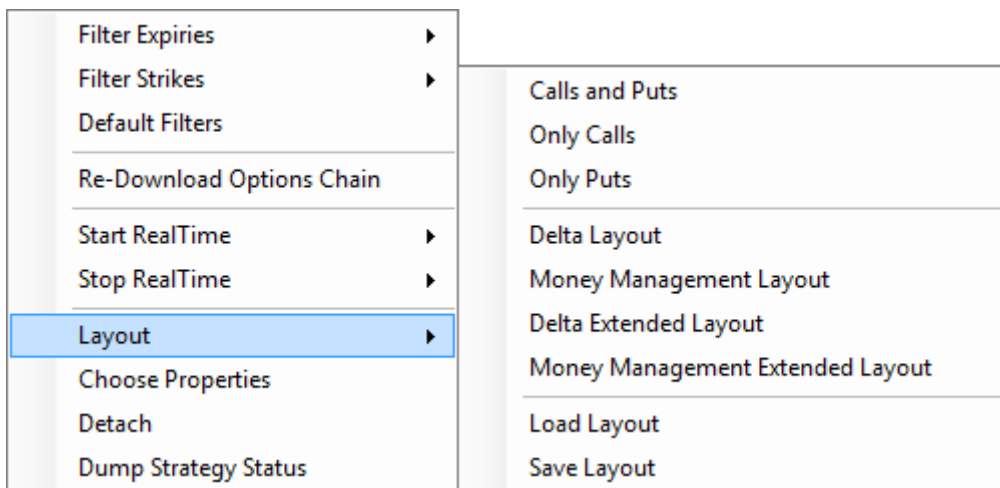 Filter Expiries
Filter Strikes
Default Filters
Re-Download Options Chain
Start RealTime
Stop RealTime
Layout
Choose Properties
Detach
Dump Strategy Status
Calls and Puts
Only Calls
Only Puts
Delta Layout
Money Management Layout
Delta Extended Layout
Money Management Extended Layout
Load Layout
Save Layout